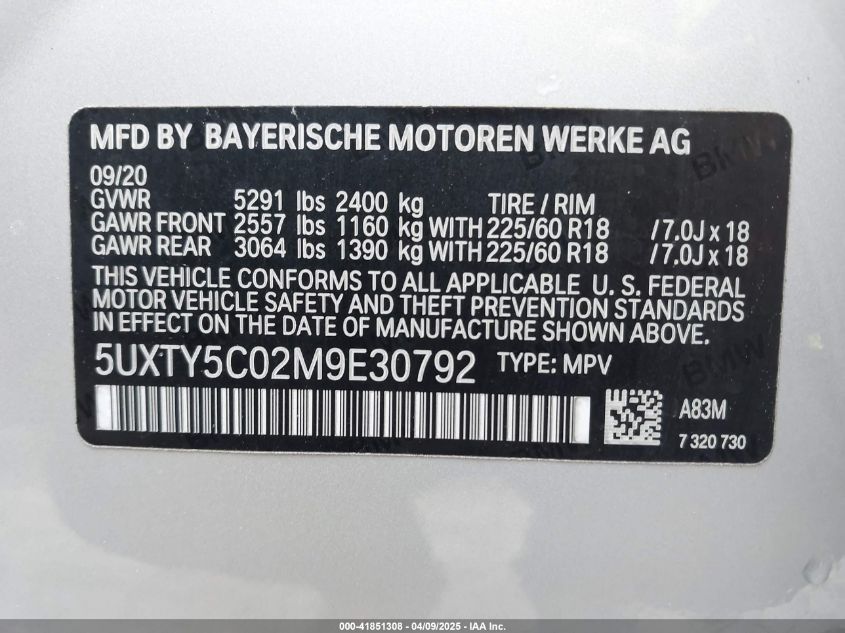 MFD BY BAYERISCHE MOTOREN WERKE AG
09/20
GVWR 5291 lbs 2400 kg TIRE / RIM
GAWR FRONT 2557 lbs 1160 kg WITH 225/60 R18 /7.0J x 18
GAWR REAR 3064 lbs 1390 kg WITH 225/60 R18 /7.0J x 18
THIS VEHICLE CONFORMS TO ALL APPLICABLE U. S. FEDERAL
MOTOR VEHICLE SAFETY AND THEFT PREVENTION STANDARDS
IN EFFECT ON THE DATE OF MANUFACTURE SHOWN ABOVE.
5UXTY5C02M9E30792 TYPE: MPV
A83M
7 320 730
000-41851308 - 04/09/2025 - IAA Inc.